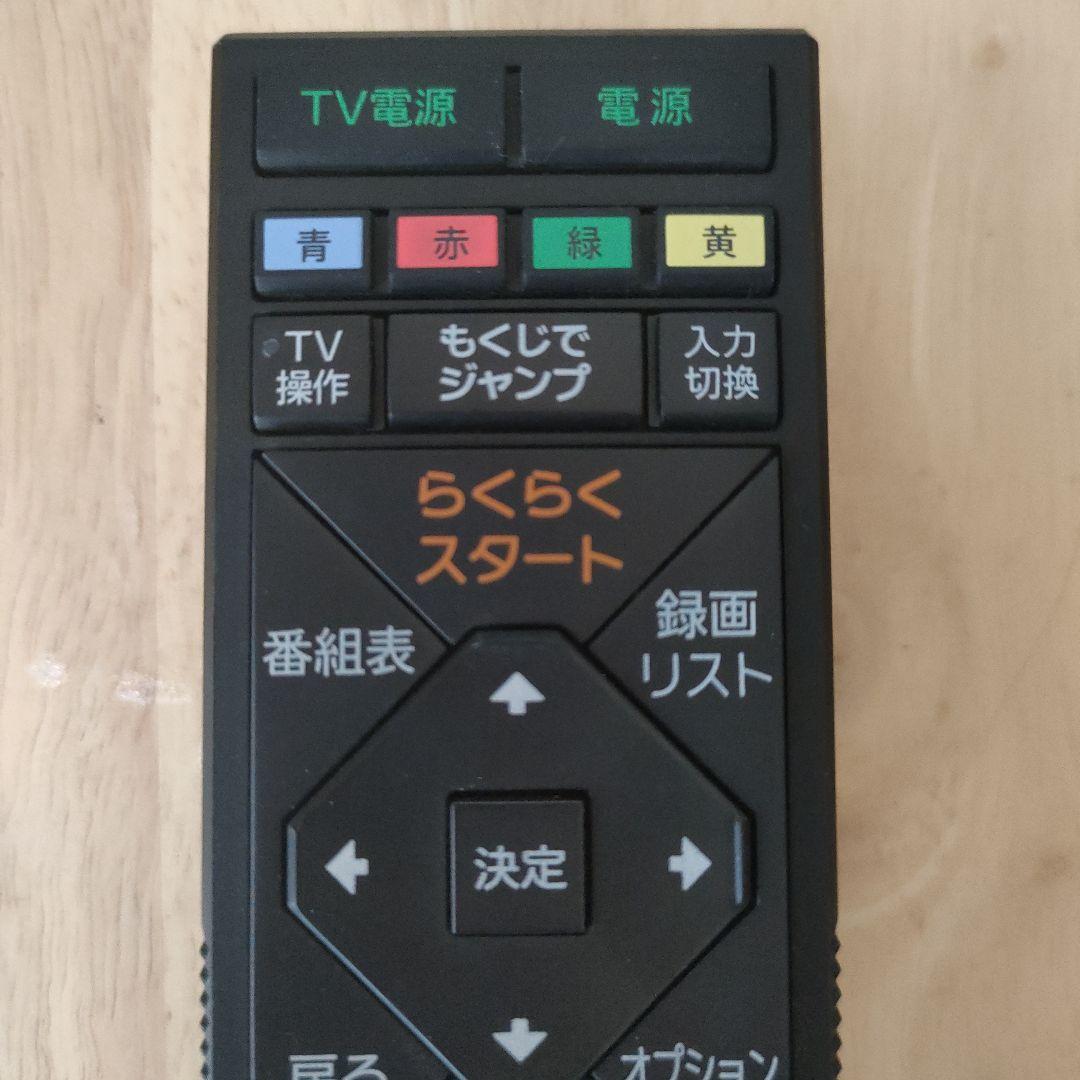 TV電源 電源
青 赤 緑 黄
TV
操作
もくじで
ジャンプ
入力
切換
らくらく
スタート
番組表
録画
リスト
決定
戻る
オプション